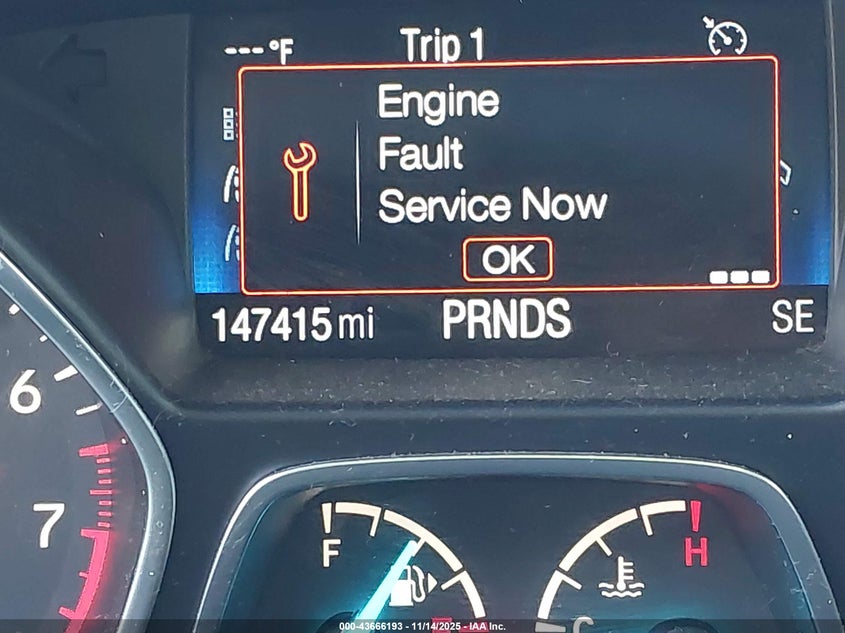 ---°F Trip 1
Engine
Fault
Service Now
OK
147415 mi PRNDS SE
6
7
F
H
E
C
000-43666193 - 11/14/2025 - IAA Inc.